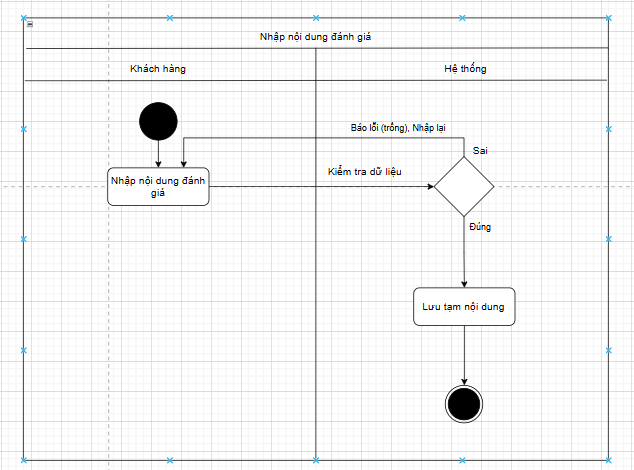 Nhập nội dung đánh giá
Khách hàng
Hệ thống
Báo lỗi (trống), Nhập lại
Sai
Kiểm tra dữ liệu
Nhập nội dung đánh
giá
Đúng
Lưu tạm nội dung